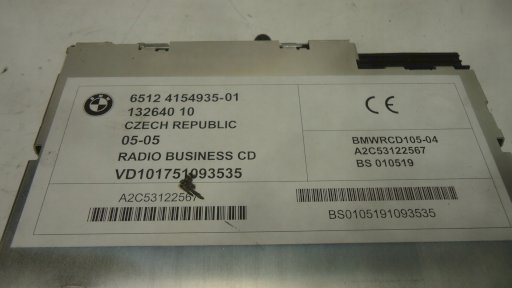 BMW
6512 4154935-01
132640 10
CZECH REPUBLIC
05-05
RADIO BUSINESS CD
VD101751093535
A2C53122567
CE
BMWRCD105-04
A2C53122567
BS 010519
BS0105191093535